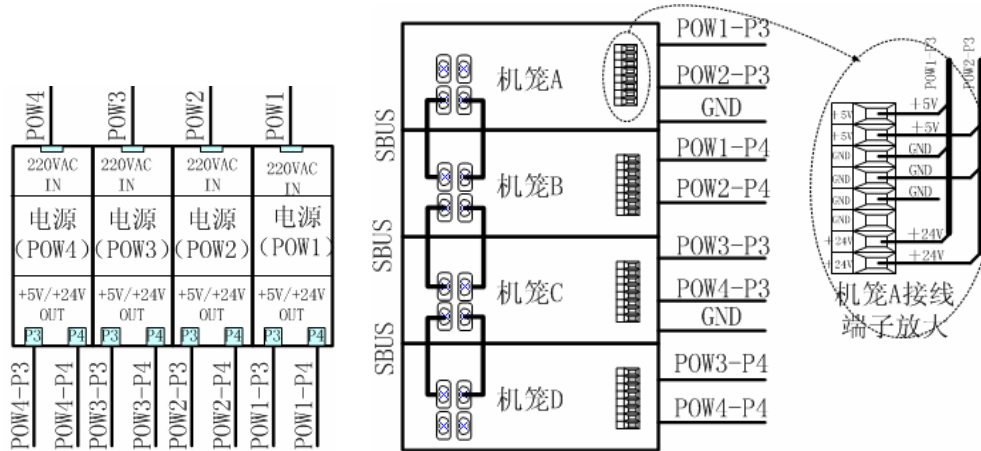 POW4
POW3
POW2
POW1
220VAC
IN
220VAC
IN
220VAC
IN
220VAC
IN
电源
(POW4)
电源
(POW3)
电源
(POW2)
电源
(POW1)
+5V/+24V
OUT
+5V/+24V
OUT
+5V/+24V
OUT
+5V/+24V
OUT
P3
P4
P3
P4
P3
P4
P3
P4
POW4-P3
POW4-P4
POW3-P3
POW3-P4
POW2-P3
POW2-P4
POW1-P3
POW1-P4
SBUS
SBUS
SBUS
机笼A
机笼B
机笼C
机笼D
POW1-P3
POW2-P3
GND
POW1-P4
POW2-P4
POW3-P3
POW4-P3
GND
POW3-P4
POW4-P4
POW1-P3
POW2-P3
+5V
+5V
GND
GND
GND
GND
+24V
+24V
+5V
+5V
GND
GND
GND
+24V
+24V
机笼A接线
端子放大